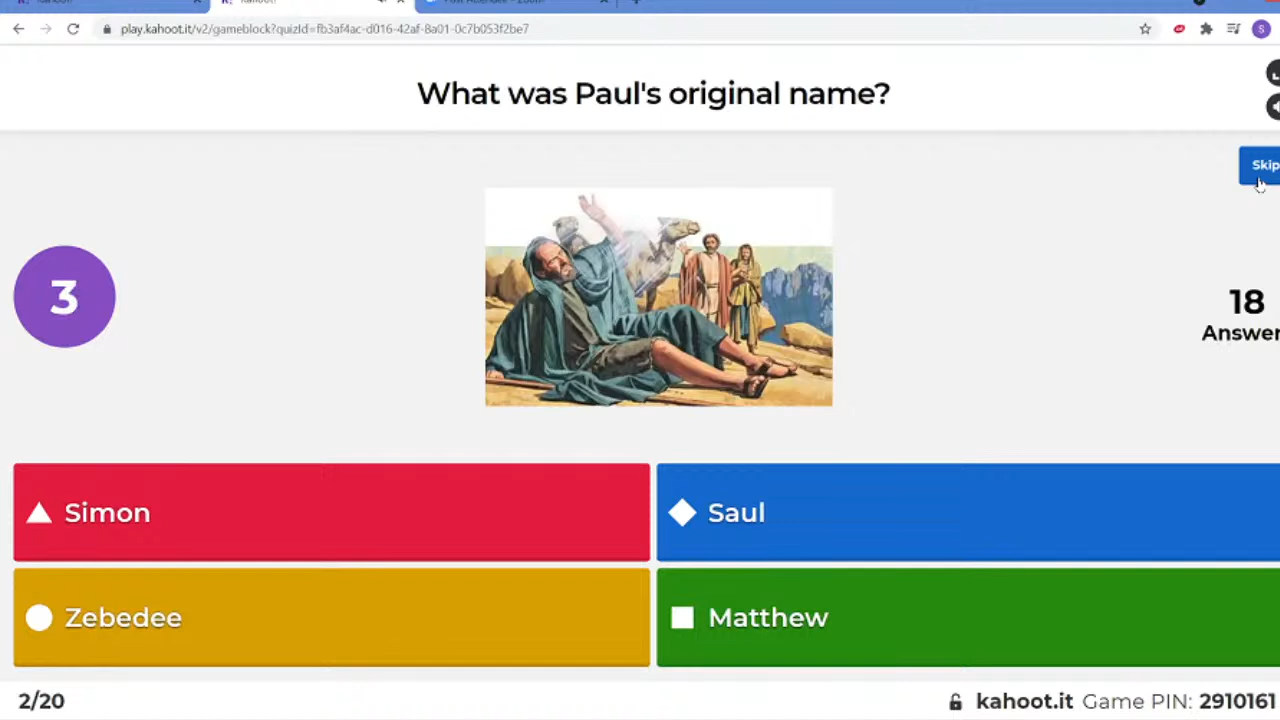 play.kahoot.it/v2/gameblock?quizId=fb3af4ac-d016-42af-8a01-0c7b053f2be7
S
What was Paul's original name?
Skip
3
18
Answer
Simon
Saul
Zebedee
Matthew
2/20
kahoot.it Game PIN: 2910161